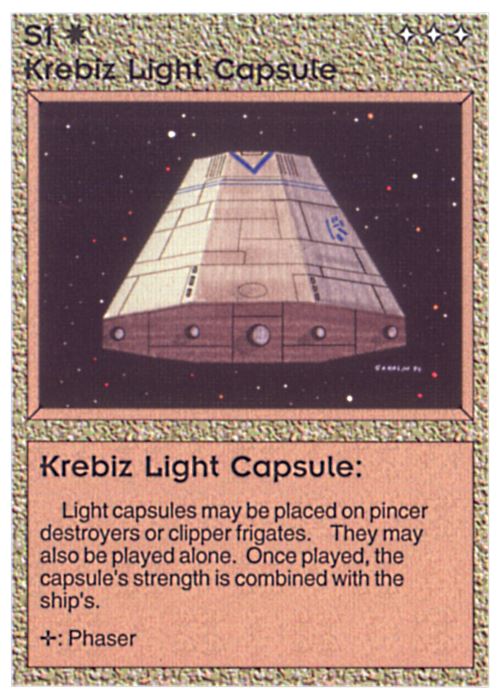 S1
Krebiz Light Capsule
Krebiz Light Capsule:
Light capsules may be placed on pincer
destroyers or clipper frigates. They may
also be played alone. Once played, the
capsule's strength is combined with the
ship's.
: Phaser